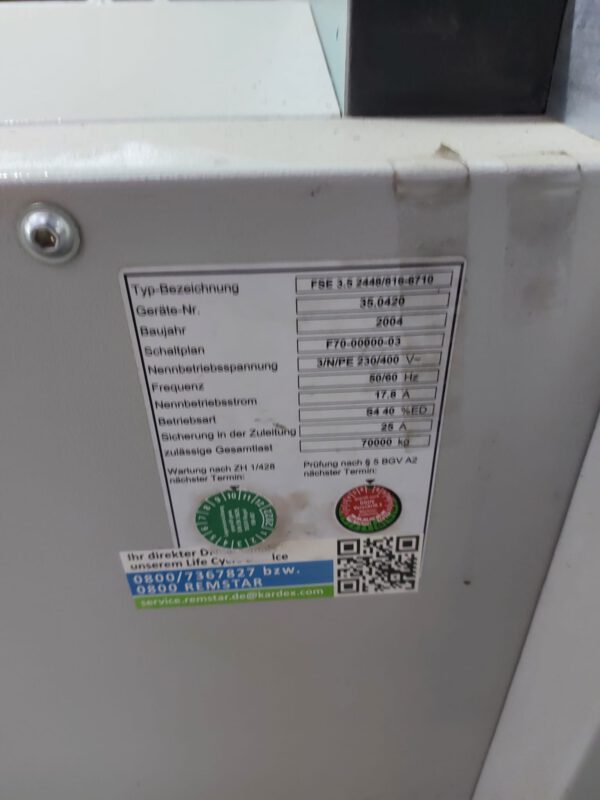 Typ-Bezeichnung FSE 3.5 2448/816-6710
Geräte-Nr. 35.0420
Baujahr 2004
Schaltplan F70-00000-03
Nennbetriebsspannung 3/N/PE 230/400 V~
Frequenz 50/60 Hz
Nennbetriebsstrom 17,8 A
Betriebsart S4 40 %ED
Sicherung in der Zuleitung 25 A
zulässige Gesamtlast 70000 kg
Wartung nach ZH 1/428
nächster Termin:
Prüfung nach § 5 BGV A2
nächster Termin:
Ihr direkter
unserem Life
0800/7367827 bzw.
0800 REMSTAR
service.remstar.de@kardex.com